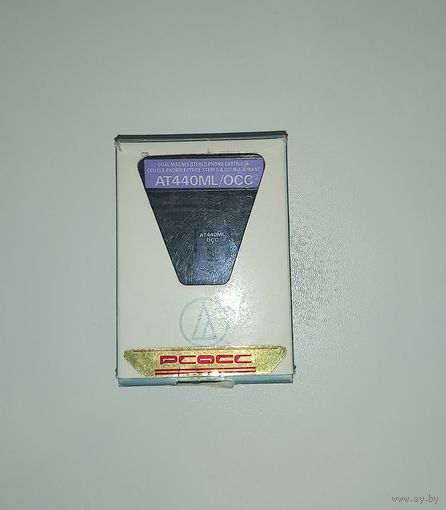 DUAL MAGNET STEREO PHONO CARTRIDGE
CELLULE PHONOLECTRICE STEREO A DOUBLE AIMANT
AT440ML/OCC
AT440ML
OCC
PCOCC
www.ay.by